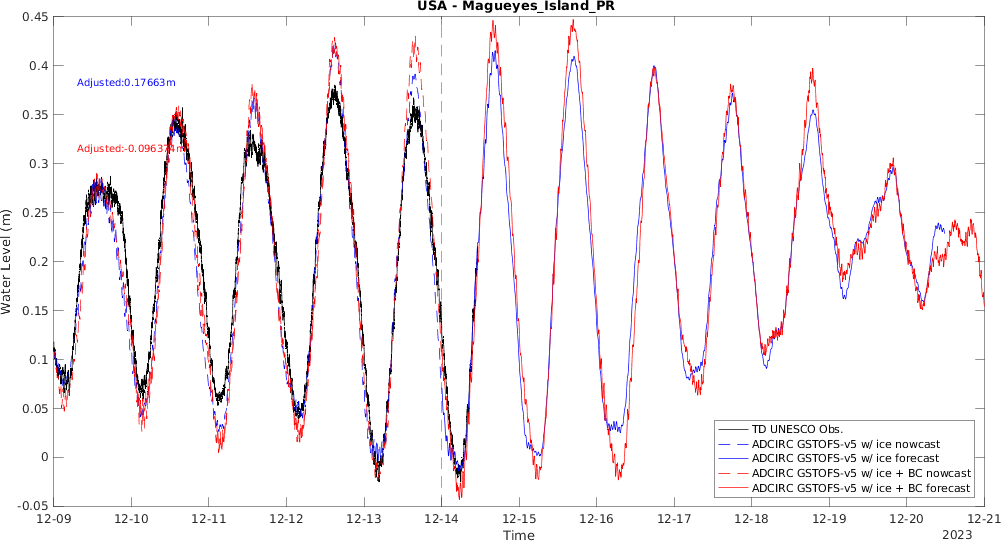 USA - Magueyes_Island_PR
0.45
0.4
0.35
0.3
0.25
0.2
0.15
0.1
0.05
0
-0.05
Water Level (m)
Adjusted:0.17663m
Adjusted:-0.096374m
TD UNESCO Obs.
ADCIRC GSTOFS-v5 w/ ice nowcast
ADCIRC GSTOFS-v5 w/ ice forecast
ADCIRC GSTOFS-v5 w/ ice + BC nowcast
ADCIRC GSTOFS-v5 w/ ice + BC forecast
12-09 12-10 12-11 12-12 12-13 12-14 12-15 12-16 12-17 12-18 12-19 12-20 12-21
Time
2023